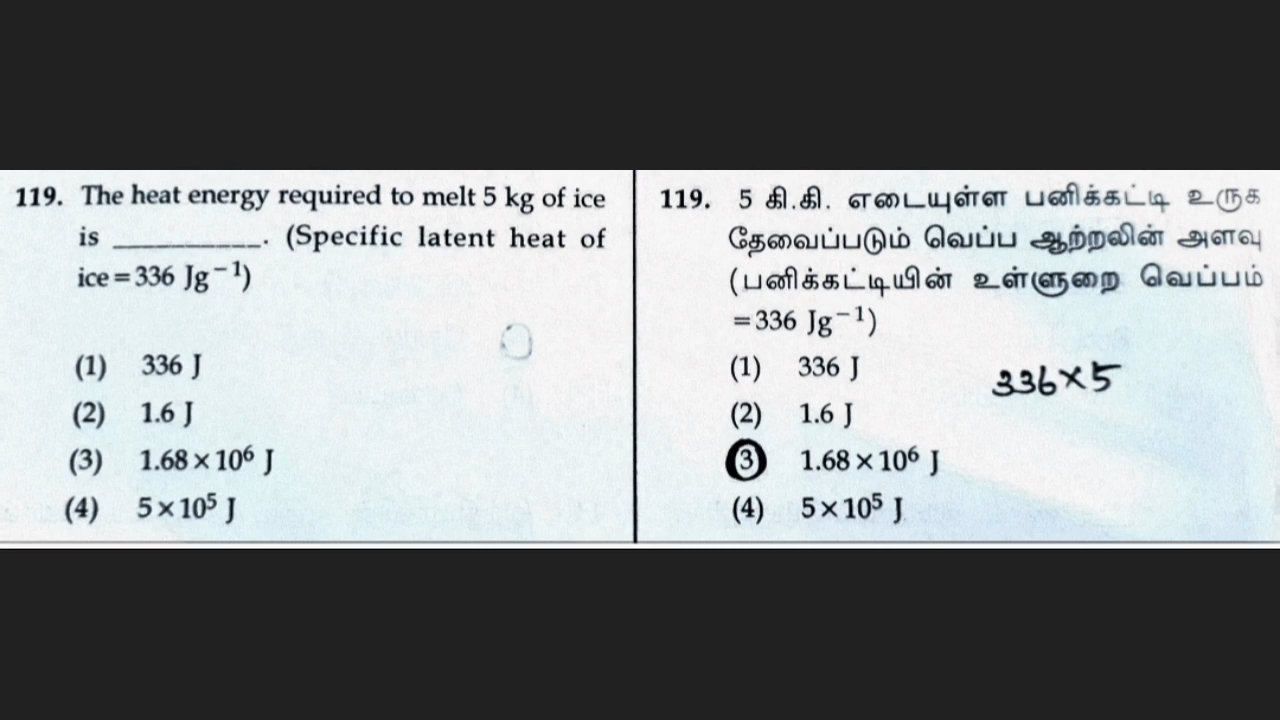 119. The heat energy required to melt 5 kg of ice
is __________. (Specific latent heat of
ice=336 Jg⁻¹)
(1) 336 J
(2) 1.6 J
(3) 1.68×10⁶ J
(4) 5×10⁵ J
119. 5 கி.கி. எடையுள்ள பனிக்கட்டி உருக
தேவைப்படும் வெப்ப ஆற்றலின் அளவு
(பனிக்கட்டியின் உள்ளுறை வெப்பம்
=336 Jg⁻¹)
(1) 336 J
336×5
(2) 1.6 J
(3) 1.68×10⁶ J
(4) 5×10⁵ J